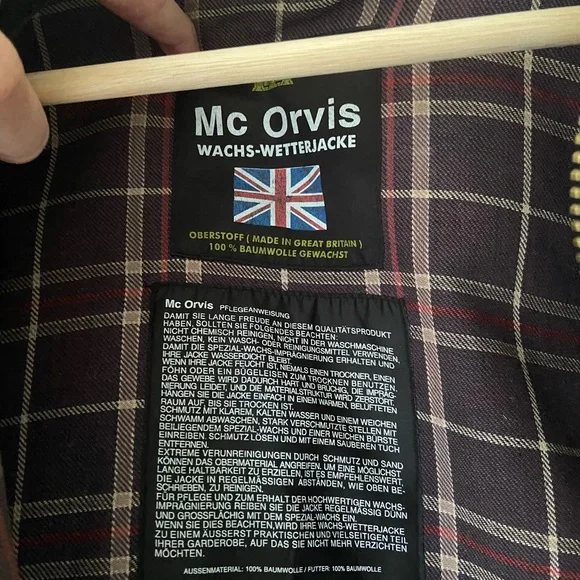 Mc Orvis
WACHS-WETTERJACKE
OBERSTOFF ( MADE IN GREAT BRITAIN )
100 % BAUMWOLLE GEWACHST
Mc Orvis PFLEGEANWEISUNG
DAMIT SIE LANGE FREUDE AN DIESEM QUALITÄTSPRODUKT
HABEN, SOLLTEN SIE FOLGENDES BEACHTEN
NICHT CHEMISCH REINIGEN, NICHT IN DER WASCHMASCHINE
WASCHEN, KEIN WASCH- ODER REINIGUNGSMITTEL VERWENDEN,
DAMIT DIE SPEZIAL-WACHS-IMPRÄGNIERUNG ERHALTEN UND
IHRE JACKE WASSERDICHT BLEIBT.
WENN IHRE JACKE FEUCHT IST, NIEMALS EINEN TROCKNER, EINEN
FÖHN ODER EIN BÜGELEISEN ZUM TROCKNEN BENUTZEN,
DAS GEWEBE WIRD DADURCH HART UND BRÜCHIG, DIE IMPRÄG-
NIERUNG LEIDET, UND DIE MATERIALSTRUKTUR WIRD ZERSTÖRT.
HÄNGEN SIE DIE JACKE EINFACH IN EINEM WARMEN, BELÜFTETEN
RAUM AUF, BIS SIE TROCKEN IST.
SCHMUTZ MIT KLAREM, KALTEN WASSER UND EINEM WEICHEN
SCHWAMM ABWASCHEN, STARK VERSCHMUTZTE STELLEN MIT
BEILIEGENDEM SPEZIAL-WACHS UND EINER WEICHEN BÜRSTE
EINREIBEN. SCHMUTZ LÖSEN UND MIT EINEM SAUBEREN TUCH
ENTFERNEN.
EXTREME VERUNREINIGUNGEN DURCH SCHMUTZ UND SAND
KÖNNEN DAS OBERMATERIAL ANGREIFEN. UM EINE MÖGLICHST
LANGE HALTBARKEIT ZU ERZIELEN, IST ES EMPFEHLENSWERT,
DIE JACKE IN REGELMÄSSIGEN ABSTÄNDEN, WIE OBEN BE-
SCHRIEBEN, ZU REINIGEN.
FÜR PFLEGE UND ZUM ERHALT DER HOCHWERTIGEN WACHS-
IMPRÄGNIERUNG REIBEN SIE DIE JACKE REGELMÄSSIG DÜNN
UND GROSSFLÄCHIG MIT DEM SPEZIAL-WACHS EIN.
WENN SIE DIES BEACHTEN,WIRD IHRE WACHS-WETTERJACKE
ZU EINEM ÄUSSERST PRAKTISCHEN UND VIELSEITIGEN TEIL
IHRER GARDEROBE, AUF DAS SIE NICHT MEHR VERZICHTEN
MÖCHTEN.
AUSSENMATERIAL: 100% BAUMWOLLE / FUTTER: 100% BAUMWOLLE